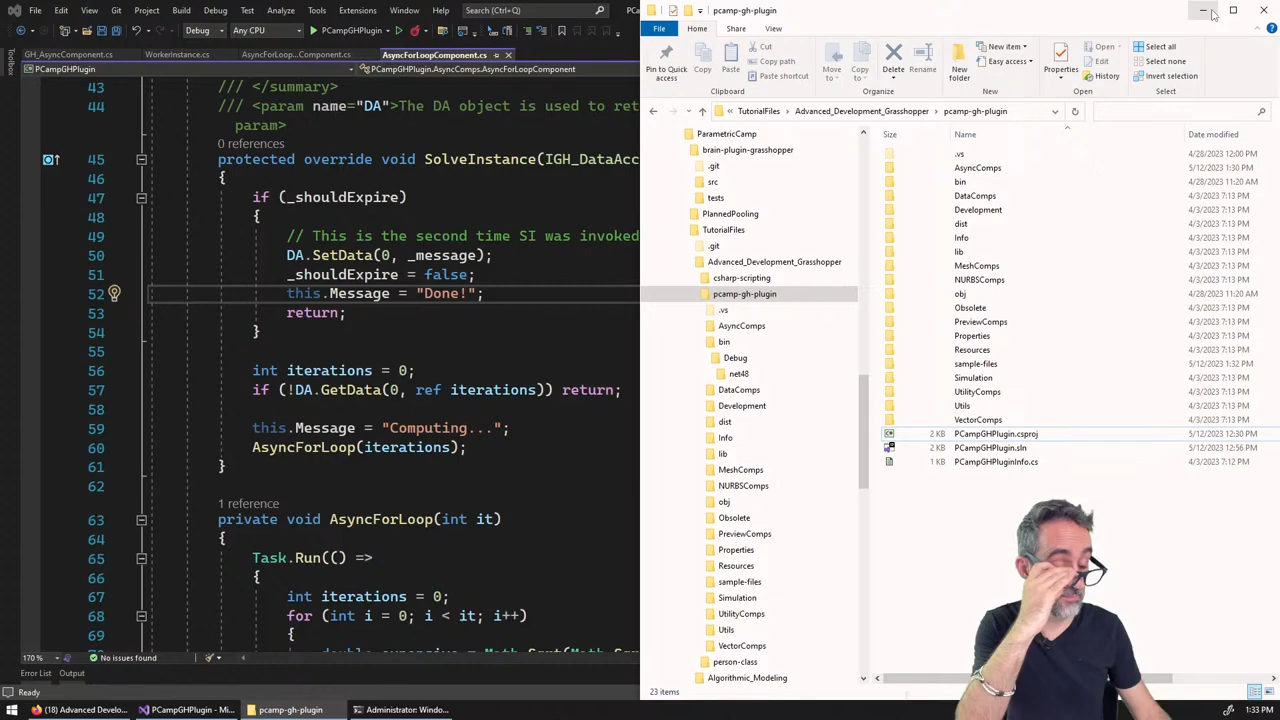 File Edit View Git Project Build Debug Test Analyze Tools Extensions Window Help Search (Ctrl+Q)
Debug Any CPU PCampGHPlugin
GH_AsyncComponent.cs WorkerInstance.cs AsyncForLoopComponent.cs
PCampGHPlugin PCampGHPlugin.AsyncComps.AsyncForLoopComponent
43 /// </summary>
44 /// <param name="DA">The DA object is used to ret
param>
0 references
45 protected override void SolveInstance(IGH_DataAcc
46 {
47 if (_shouldExpire)
48 {
49 // This is the second time SI was invoked
50 DA.SetData(0, _message);
51 _shouldExpire = false;
52 this.Message = "Done!";
53 return;
54 }
55
56 int iterations = 0;
57 if (!DA.GetData(0, ref iterations)) return;
58
59 this.Message = "Computing...";
60 AsyncForLoop(iterations);
61 }
62
1 reference
63 private void AsyncForLoop(int it)
64 {
65 Task.Run(() =>
66 {
67 int iterations = 0;
68 for (int i = 0; i < it; i++)
69 {
170 % No issues found
Error List Output
Ready
pcamp-gh-plugin
File Home Share View
Pin to Quick access
Copy
Paste
Cut
Copy path
Paste shortcut
Clipboard
Move to
Copy to
Delete
Rename
Organize
New folder
New item
Easy access
New
Properties
Open
Edit
History
Open
Select all
Select none
Invert selection
Select
« TutorialFiles › Advanced_Development_Grasshopper › pcamp-gh-plugin
ParametricCamp
brain-plugin-grasshopper
.git
src
tests
PlannedPooling
TutorialFiles
.git
Advanced_Development_Grasshopper
csharp-scripting
pcamp-gh-plugin
.vs
AsyncComps
bin
Debug
net48
DataComps
Development
dist
Info
lib
MeshComps
NURBSComps
obj
Obsolete
PreviewComps
Properties
Resources
sample-files
Simulation
UtilityComps
Utils
VectorComps
person-class
Algorithmic_Modeling
Size Name Date modified
.vs 4/28/2023 12:00 PM
AsyncComps 5/12/2023 1:30 PM
bin 4/28/2023 11:20 AM
DataComps 4/3/2023 7:13 PM
Development 4/3/2023 7:13 PM
dist 4/3/2023 7:13 PM
Info 4/3/2023 7:13 PM
lib 4/3/2023 7:13 PM
MeshComps 4/3/2023 7:13 PM
NURBSComps 4/3/2023 7:13 PM
obj 4/28/2023 11:20 AM
Obsolete 4/3/2023 7:13 PM
PreviewComps 4/3/2023 7:13 PM
Properties 4/3/2023 7:13 PM
Resources 4/3/2023 7:13 PM
sample-files 5/12/2023 1:32 PM
Simulation 4/3/2023 7:13 PM
UtilityComps 4/3/2023 7:13 PM
Utils 4/3/2023 7:13 PM
VectorComps 4/3/2023 7:13 PM
2 KB PCampGHPlugin.csproj 5/12/2023 12:30 PM
2 KB PCampGHPlugin.sln 5/12/2023 12:56 PM
1 KB PCampGHPluginInfo.cs 4/3/2023 7:12 PM
23 items
(18) Advanced Develo... PCampGHPlugin - Mi... pcamp-gh-plugin Administrator: Windo...
1:33 PM